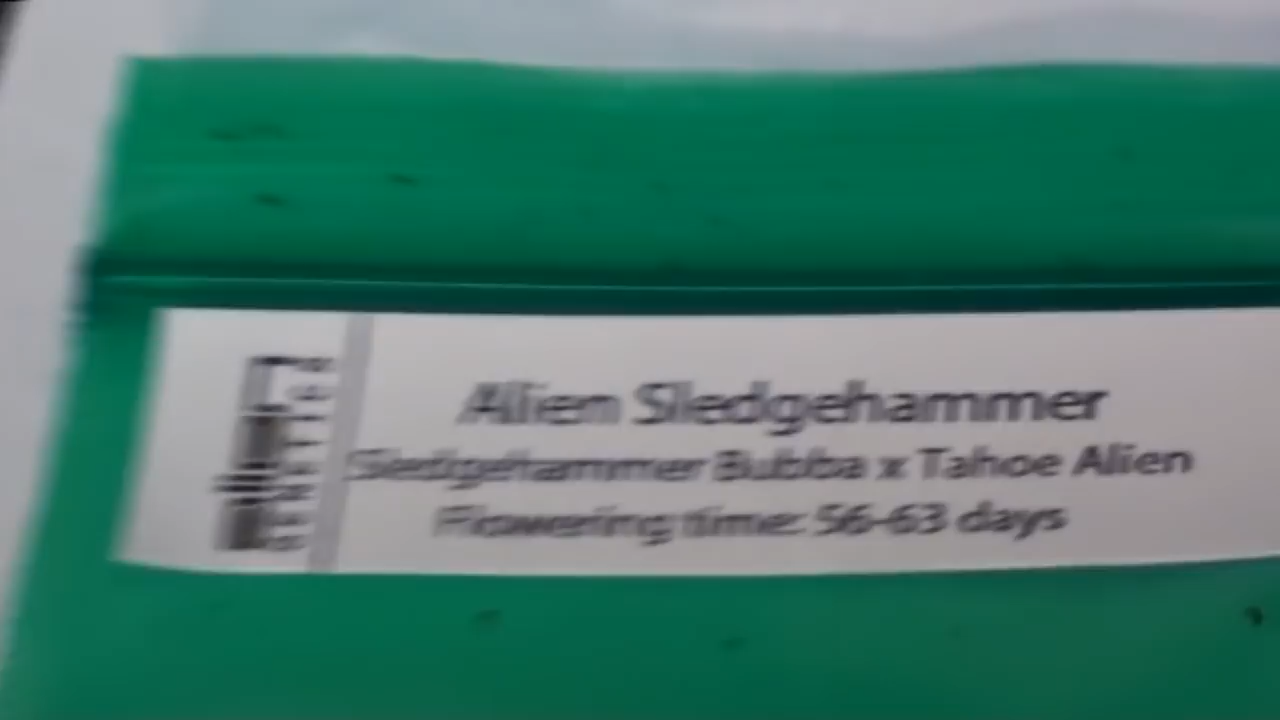 Alien Sledgehammer
Sledgehammer Bubba x Tahoe Alien
Flowering time: 56-63 days